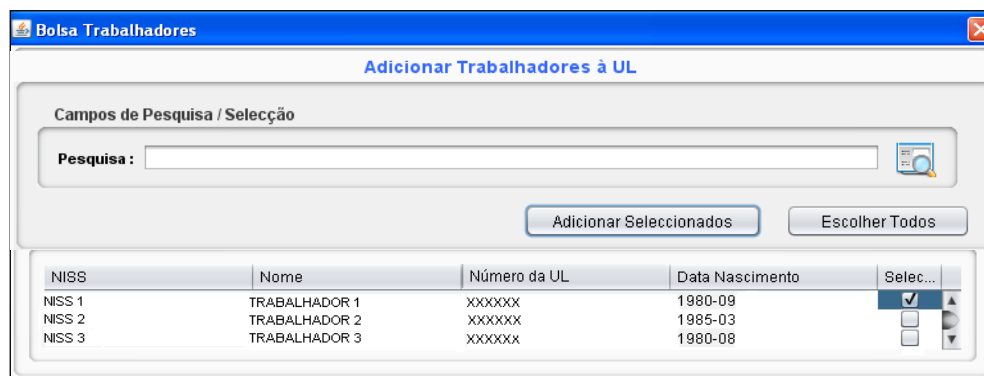 Bolsa Trabalhadores
Adicionar Trabalhadores à UL
Campos de Pesquisa / Selecção
Pesquisa :
Adicionar Seleccionados Escolher Todos
NISS Nome Número da UL Data Nascimento Selec...
NISS 1 TRABALHADOR 1 XXXXXX 1980-09
NISS 2 TRABALHADOR 2 XXXXXX 1985-03
NISS 3 TRABALHADOR 3 XXXXXX 1980-08